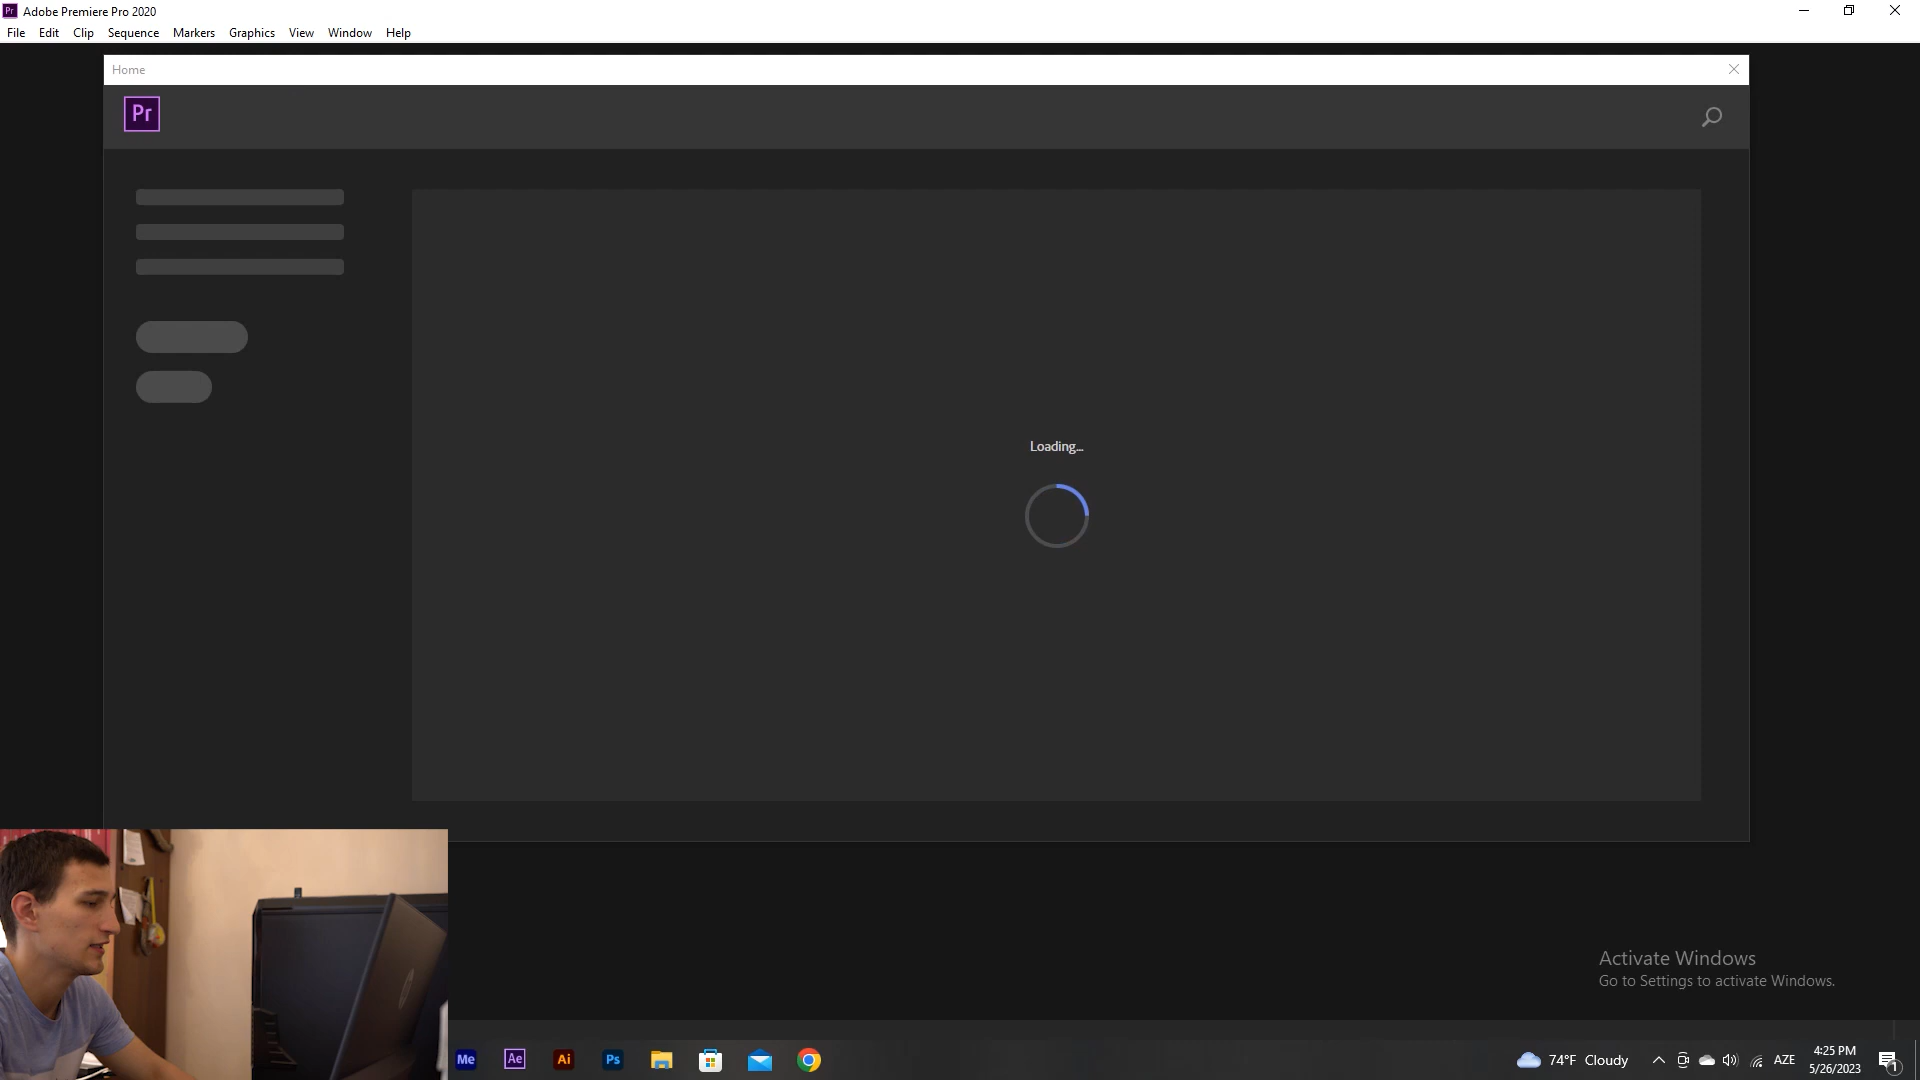 Pr Adobe Premiere Pro 2020
File Edit Clip Sequence Markers Graphics View Window Help
Home
Pr
Loading...
Activate Windows
Go to Settings to activate Windows.
Me Ae Ai Ps
74°F Cloudy
AZE
4:25 PM
5/26/2023
1